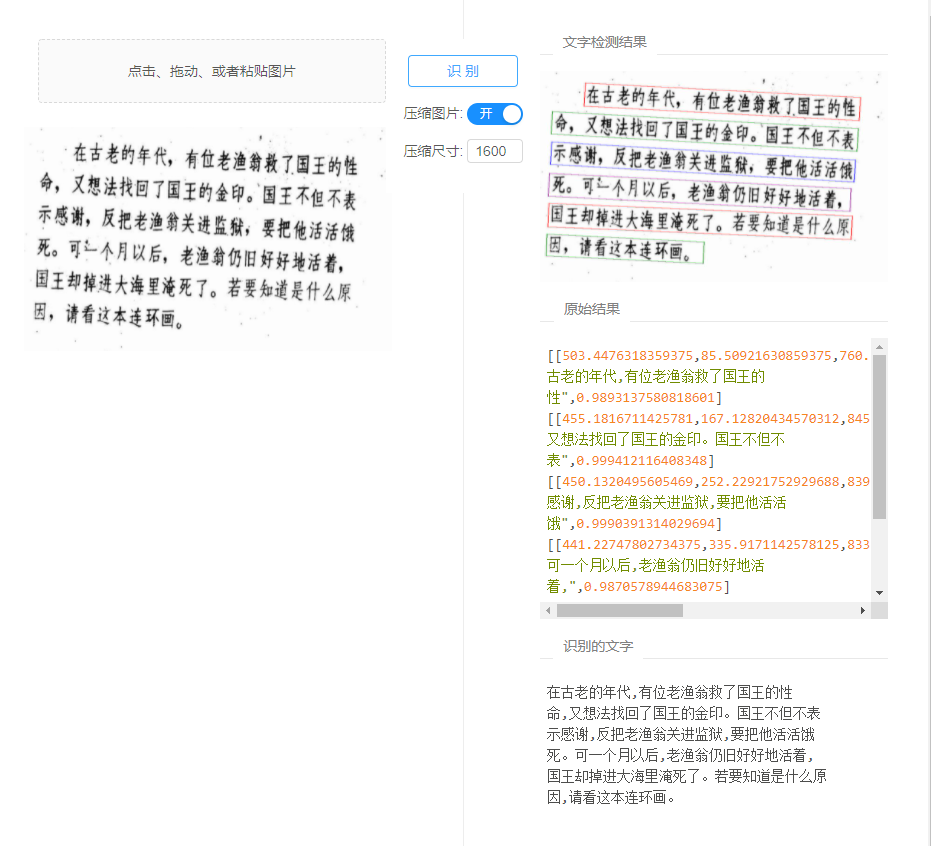 点击、拖动、或者粘贴图片
识 别
压缩图片: 开
压缩尺寸: 1600
在古老的年代，有位老渔翁救了国王的性
命，又想法找回了国王的金印。国王不但不表
示感谢，反把老渔翁关进监狱，要把他活活饿
死。可一个月以后，老渔翁仍旧好好地活着，
国王却掉进大海里淹死了。若要知道是什么原
因，请看这本连环画。
文字检测结果
在古老的年代，有位老渔翁救了国王的性
命，又想法找回了国王的金印。国王不但不表
示感谢，反把老渔翁关进监狱，要把他活活饿
死。可一个月以后，老渔翁仍旧好好地活着，
国王却掉进大海里淹死了。若要知道是什么原
因，请看这本连环画。
原始结果
[[503.4476318359375,85.50921630859375,760.
古老的年代,有位老渔翁救了国王的
性",0.9893137580818601]
[[455.1816711425781,167.12820434570312,845
又想法找回了国王的金印。国王不但不
表",0.999412116408348]
[[450.1320495605469,252.22921752929688,839
感谢,反把老渔翁关进监狱,要把他活活
饿",0.9990391314029694]
[[441.22747802734375,335.9171142578125,833
可一个月以后,老渔翁仍旧好好地活
着,",0.9870578944683075]
识别的文字
在古老的年代,有位老渔翁救了国王的性
命,又想法找回了国王的金印。国王不但不表
示感谢,反把老渔翁关进监狱,要把他活活饿
死。可一个月以后,老渔翁仍旧好好地活着,
国王却掉进大海里淹死了。若要知道是什么原
因,请看这本连环画。